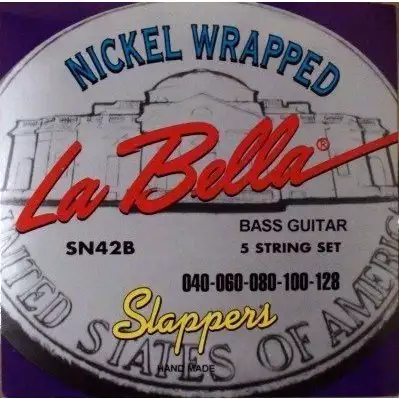 NICKEL WRAPPED
La Bella®
BASS GUITAR
SN42B
5 STRING SET
040-060-080-100-128
Slappers
UNITED STATES OF AMERICA
HAND MADE